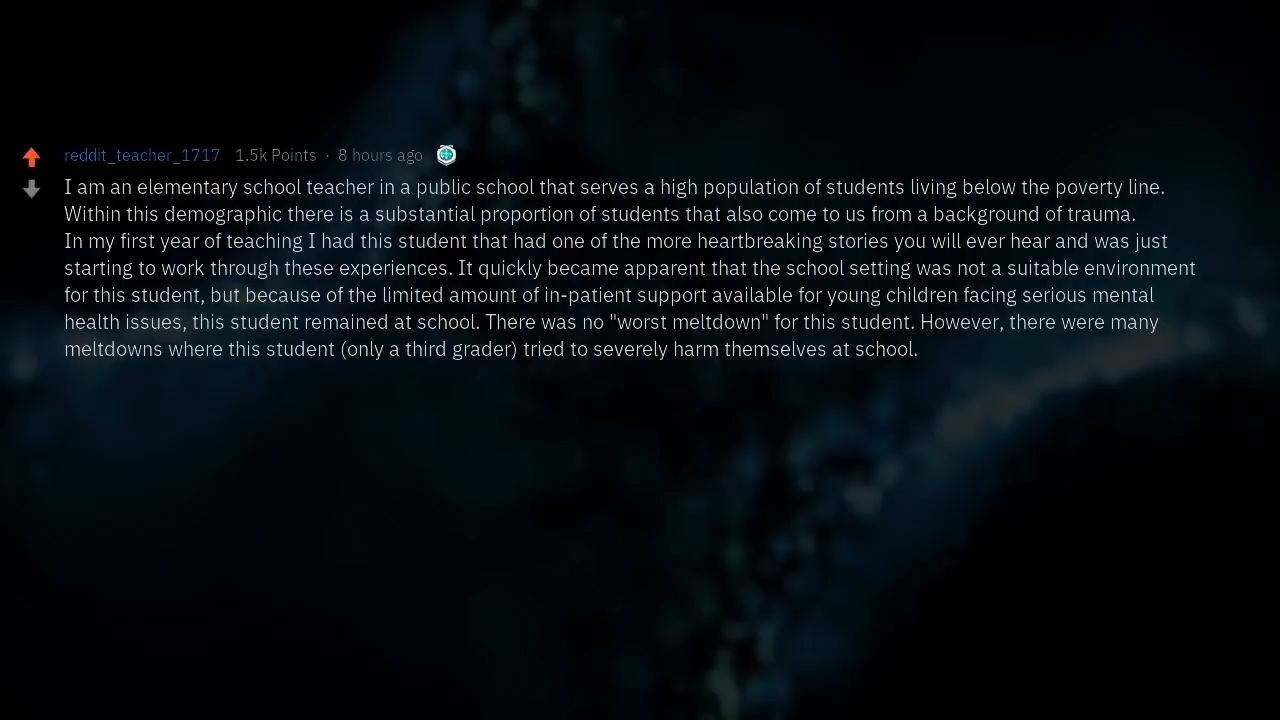 reddit_teacher_1717 1.5k Points · 8 hours ago
I am an elementary school teacher in a public school that serves a high population of students living below the poverty line.
Within this demographic there is a substantial proportion of students that also come to us from a background of trauma.
In my first year of teaching I had this student that had one of the more heartbreaking stories you will ever hear and was just
starting to work through these experiences. It quickly became apparent that the school setting was not a suitable environment
for this student, but because of the limited amount of in-patient support available for young children facing serious mental
health issues, this student remained at school. There was no "worst meltdown" for this student. However, there were many
meltdowns where this student (only a third grader) tried to severely harm themselves at school.